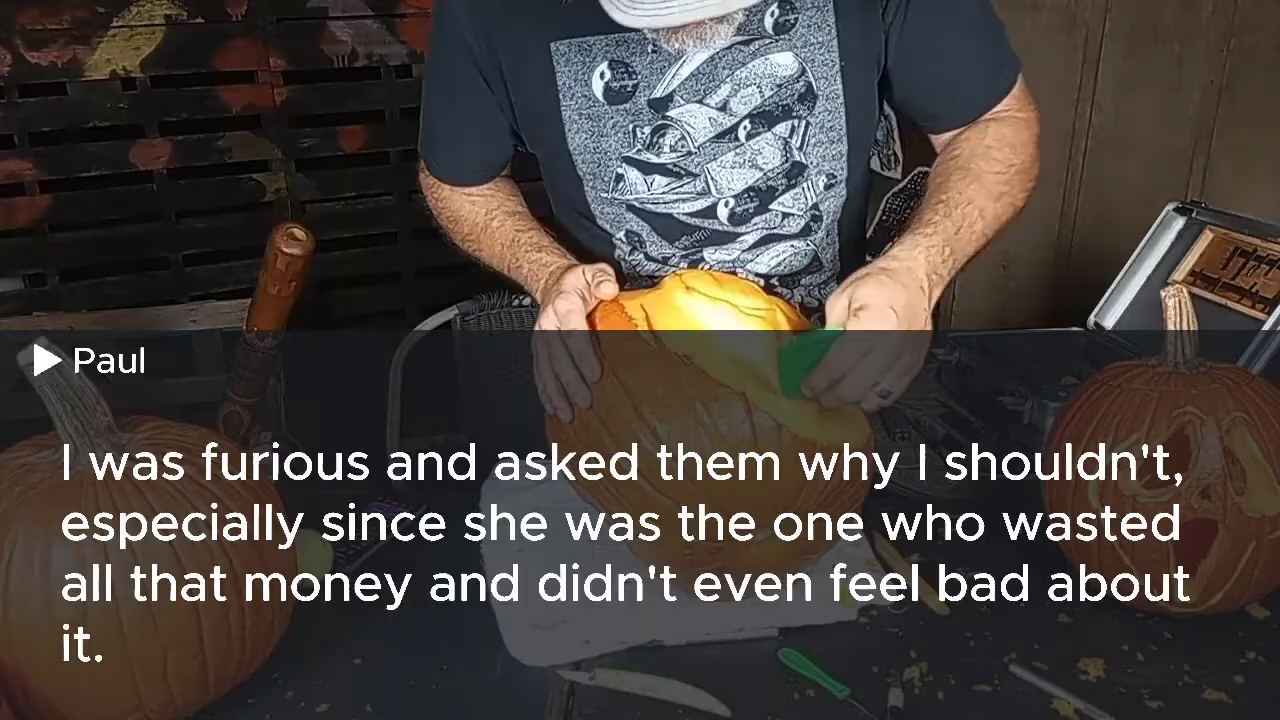 Paul
I was furious and asked them why I shouldn't,
especially since she was the one who wasted
all that money and didn't even feel bad about
it.